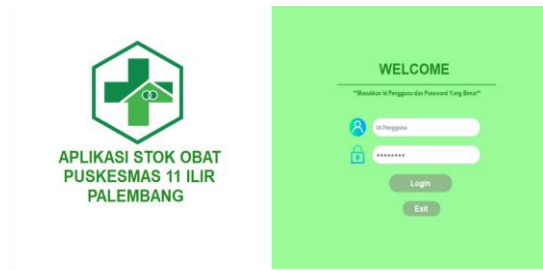 APLIKASI STOK OBAT
PUSKESMAS 11 ILIR
PALEMBANG
WELCOME
**Masukkan Id Pengguna dan Password Yang Benar**
Id Pengguna
********
Login
Exit